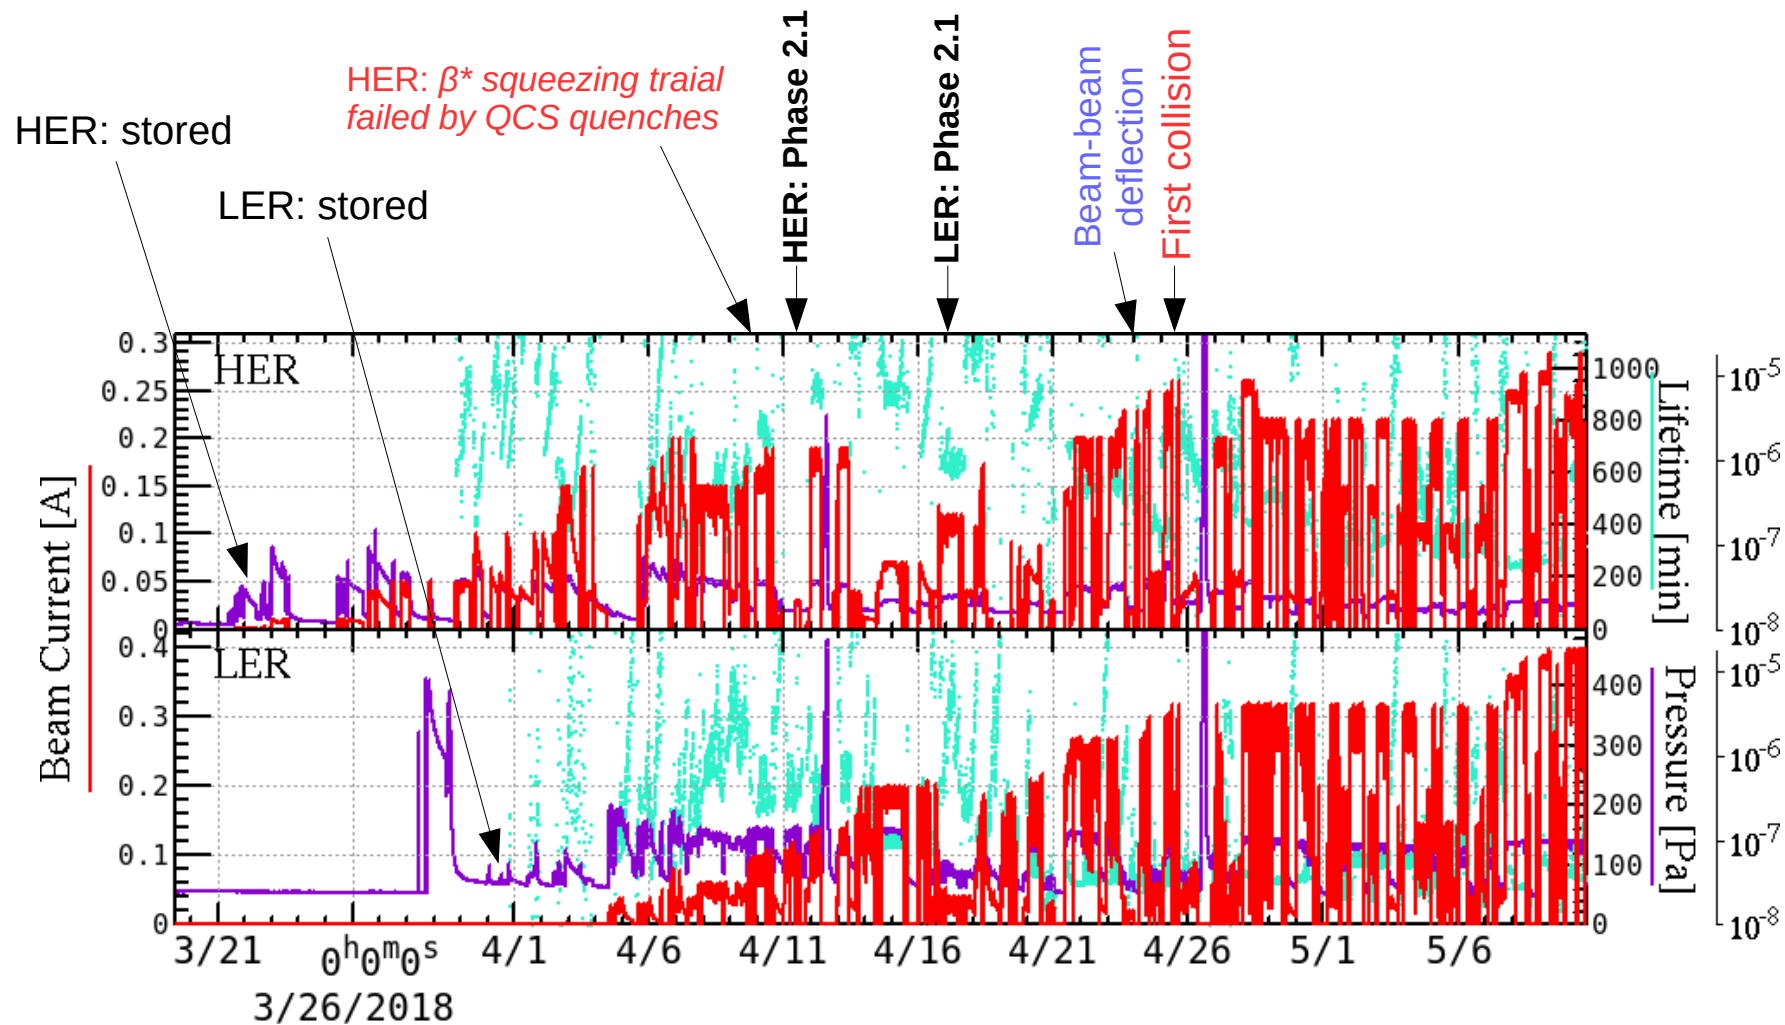 HER: Phase 2.1
LER: Phase 2.1
Beam-beam
deflection
First collision
HER: β* squeezing traial
failed by QCS quenches
HER: stored
LER: stored
0.3
0.25
0.2
0.15
0.1
0.05
0
HER
1000
800
600
400
200
0
10⁻⁵
10⁻⁶
10⁻⁷
10⁻⁸
Lifetime [min]
Beam Current [A]
0.4
0.3
0.2
0.1
0
LER
400
300
200
100
0
10⁻⁵
10⁻⁶
10⁻⁷
10⁻⁸
Pressure [Pa]
3/21
0ʰ0ᵐ0ˢ
4/1
4/6
4/11
4/16
4/21
4/26
5/1
5/6
3/26/2018